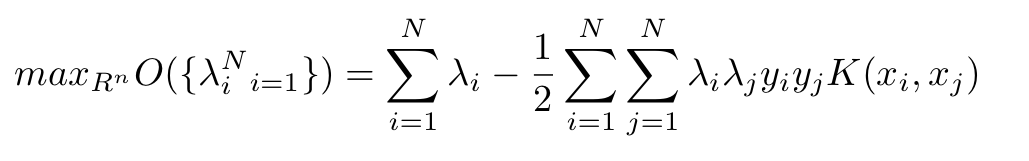 max_{R^n} O(\{\lambda_i^N {}_{i=1}\}) = \sum_{i=1}^{N} \lambda_i - \frac{1}{2} \sum_{i=1}^{N} \sum_{j=1}^{N} \lambda_i \lambda_j y_i y_j K(x_i, x_j)